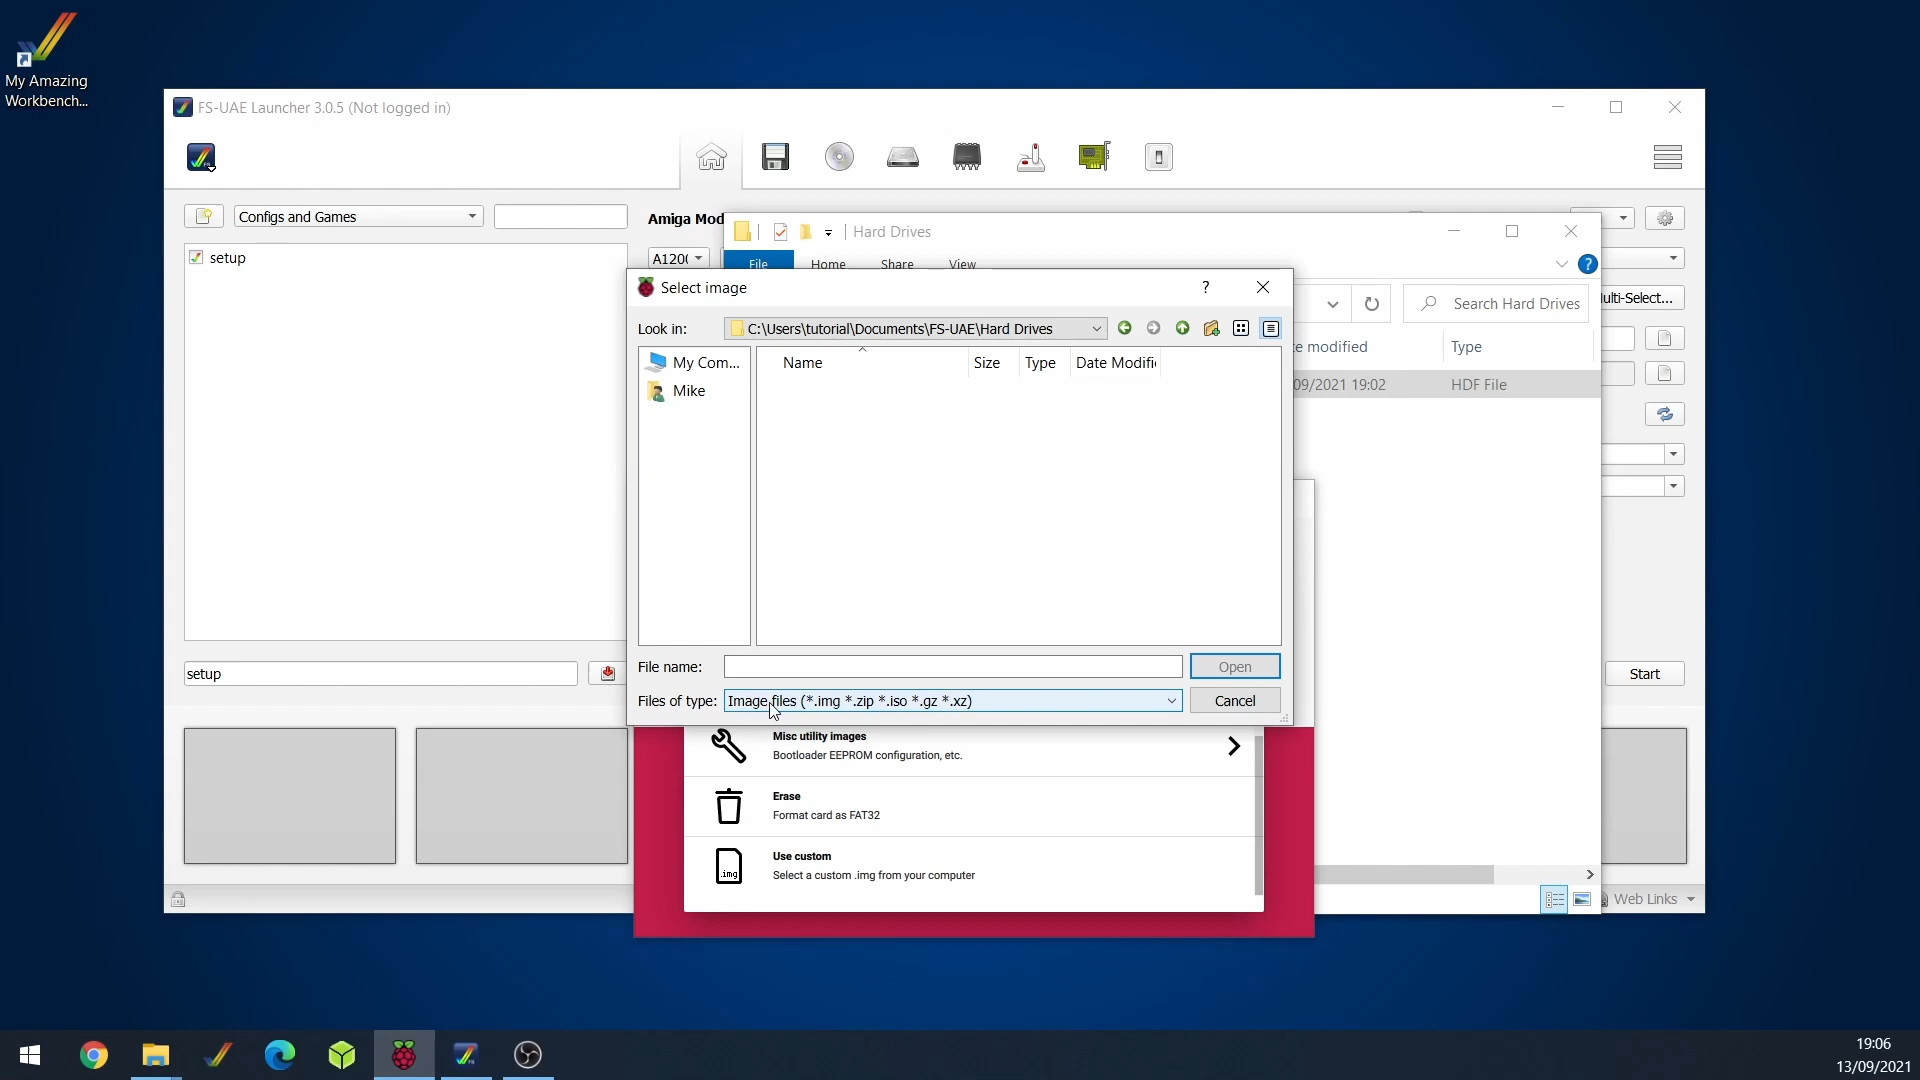 My Amazing
Workbench...
FS-UAE Launcher 3.0.5 (Not logged in)
Configs and Games
Amiga Mod
Hard Drives
setup
A120
File
Home
Share
View
?
Select image
?
ulti-Select...
Search Hard Drives
Look in:
C:\Users\tutorial\Documents\FS-UAE\Hard Drives
My Com...
Name
Size
Type
Date Modifi
te modified
Type
Mike
09/2021 19:02
HDF File
setup
File name:
Open
Start
Files of type:
Image files (*.img *.zip *.iso *.gz *.xz)
Cancel
Misc utility images
Bootloader EEPROM configuration, etc.
Erase
Format card as FAT32
.img
Use custom
Select a custom .img from your computer
Web Links
19:06
13/09/2021